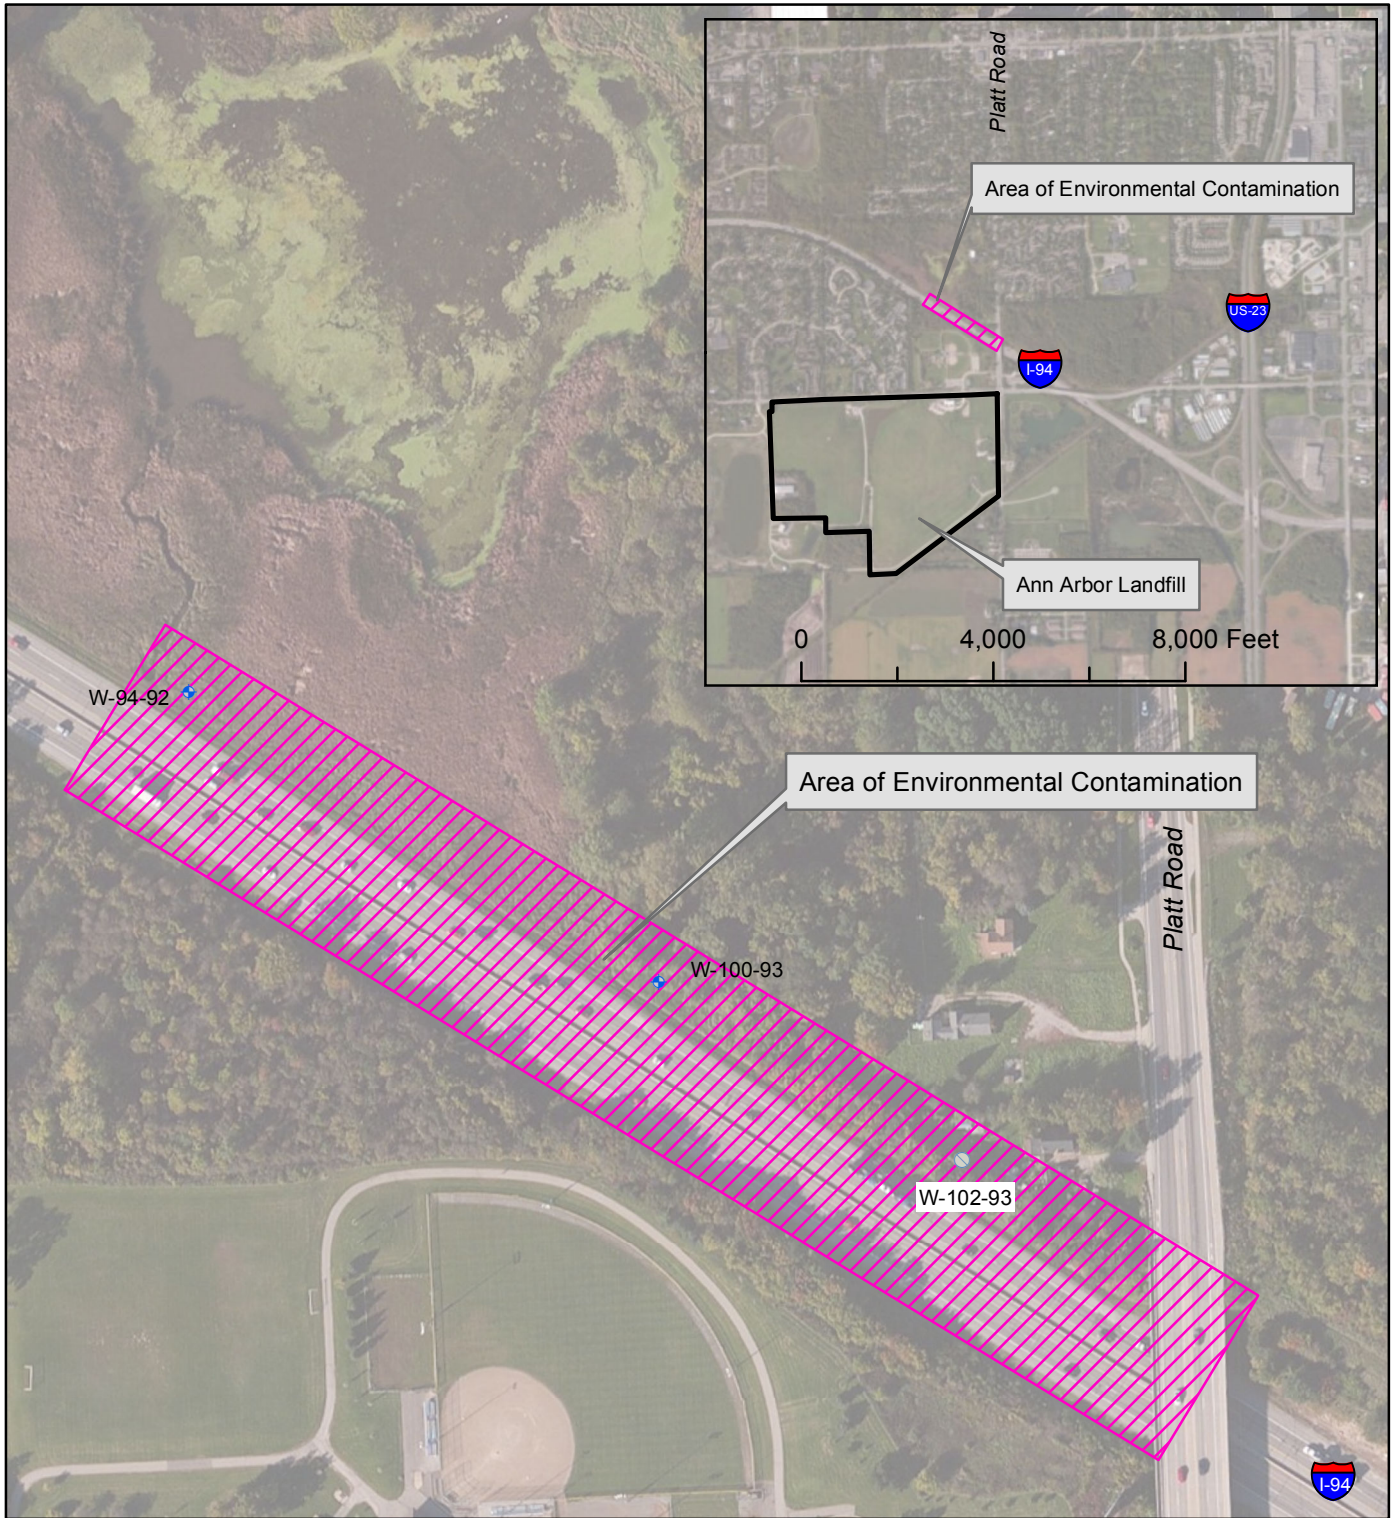 Platt Road
Area of Environmental Contamination
US-23
I-94
Ann Arbor Landfill
0 4,000 8,000 Feet
W-94-92
Area of Environmental Contamination
Platt Road
W-100-93
W-102-93
I-94